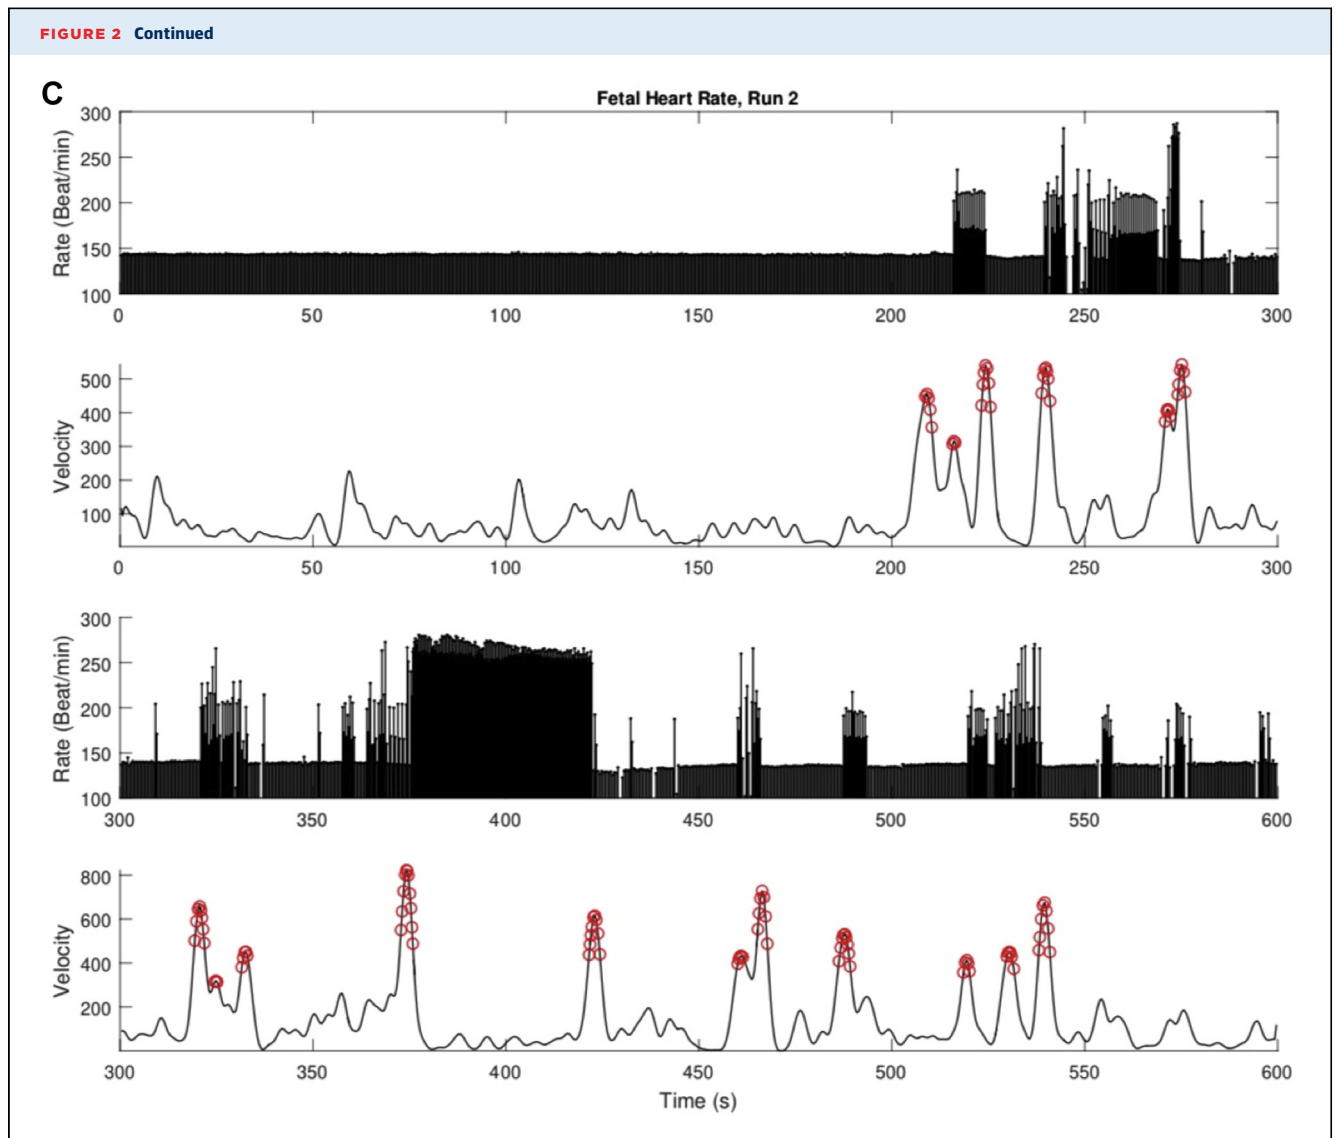 FIGURE 2 Continued
C
Fetal Heart Rate, Run 2
Rate (Beat/min)
300
250
200
150
100
0 50 100 150 200 250 300
Velocity
500
400
300
200
100
0 50 100 150 200 250 300
Rate (Beat/min)
300
250
200
150
100
300 350 400 450 500 550 600
Velocity
800
600
400
200
300 350 400 450 500 550 600
Time (s)